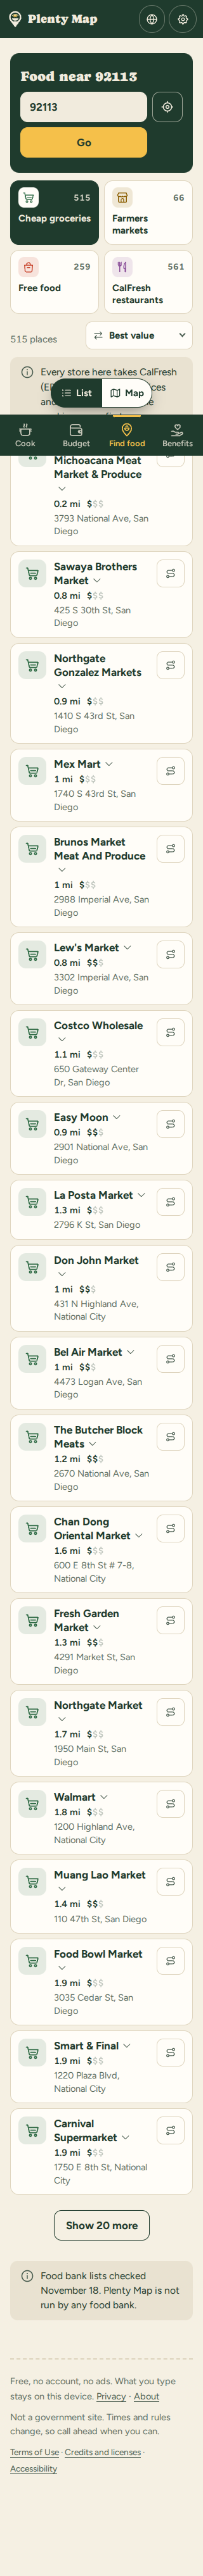 Plenty Map
Food near 92113
92113
Go
515
Cheap groceries
66
Farmers
markets
259
Free food
561
CalFresh
restaurants
515 places
Best value
Every store here takes CalFresh
List
Map
Cook
Budget
Find food
Benefits
Michoacana Meat
Market & Produce
0.2 mi $$$
3793 National Ave, San
Diego
Sawaya Brothers
Market
0.8 mi $$$
425 S 30th St, San
Diego
Northgate
Gonzalez Markets
0.9 mi $$$
1410 S 43rd St, San
Diego
Mex Mart
1 mi $$$
1740 S 43rd St, San
Diego
Brunos Market
Meat And Produce
1 mi $$$
2988 Imperial Ave, San
Diego
Lew's Market
0.8 mi $$$
3302 Imperial Ave, San
Diego
Costco Wholesale
1.1 mi $$$
650 Gateway Center
Dr, San Diego
Easy Moon
0.9 mi $$$
2901 National Ave, San
Diego
La Posta Market
1.3 mi $$$
2796 K St, San Diego
Don John Market
1 mi $$$
431 N Highland Ave,
National City
Bel Air Market
1 mi $$$
4473 Logan Ave, San
Diego
The Butcher Block
Meats
1.2 mi $$$
2670 National Ave, San
Diego
Chan Dong
Oriental Market
1.6 mi $$$
600 E 8th St # 7-8,
National City
Fresh Garden
Market
1.3 mi $$$
4291 Market St, San
Diego
Northgate Market
1.7 mi $$$
1950 Main St, San
Diego
Walmart
1.8 mi $$$
1200 Highland Ave,
National City
Muang Lao Market
1.4 mi $$$
110 47th St, San Diego
Food Bowl Market
1.9 mi $$$
3035 Cedar St, San
Diego
Smart & Final
1.9 mi $$$
1220 Plaza Blvd,
National City
Carnival
Supermarket
1.9 mi $$$
1750 E 8th St, National
City
Show 20 more
Food bank lists checked
November 18. Plenty Map is not
run by any food bank.
Free, no account, no ads. What you type
stays on this device. Privacy · About
Not a government site. Times and rules
change, so call ahead when you can.
Terms of Use · Credits and licenses ·
Accessibility